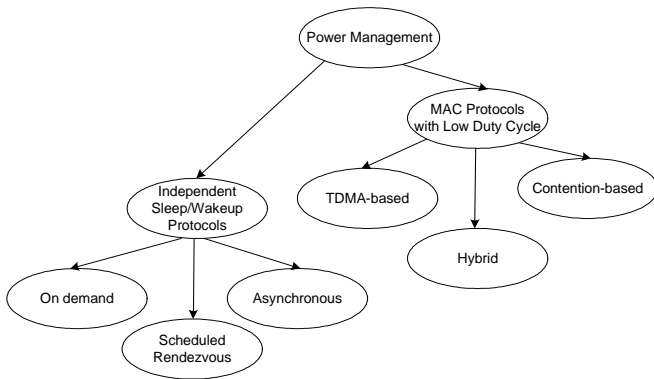 Power Management
MAC Protocols
with Low Duty Cycle
TDMA-based
Contention-based
Hybrid
Independent
Sleep/Wakeup
Protocols
On demand
Asynchronous
Scheduled
Rendezvous